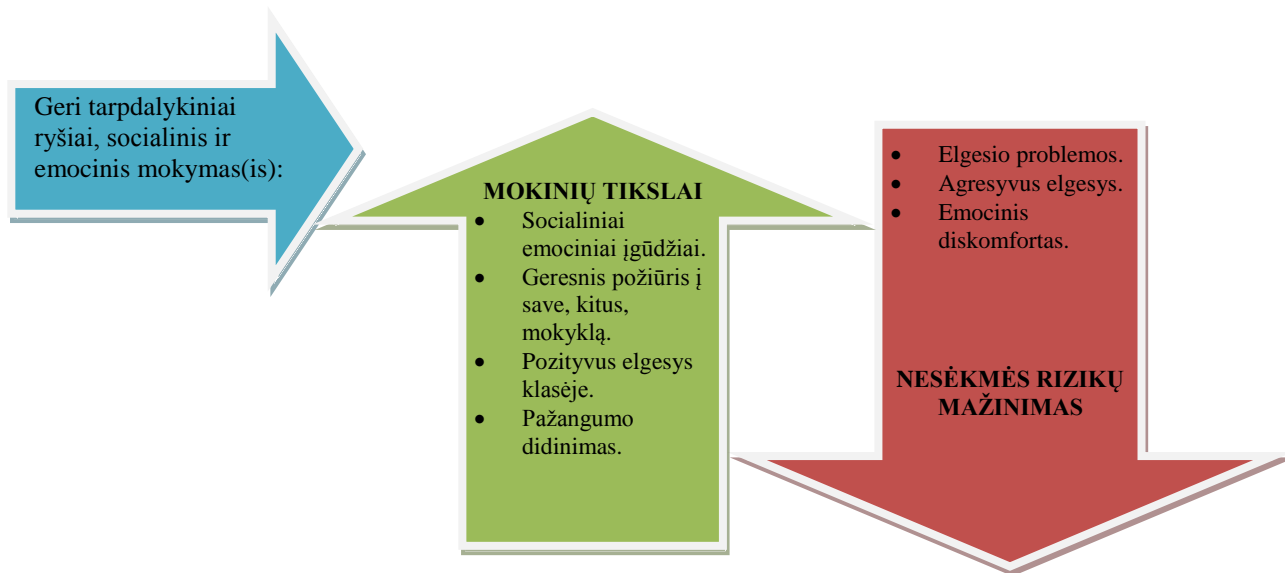 Geri tarpdalykiniai
ryšiai, socialinis ir
emocinis mokymas(is):
MOKINIŲ TIKSLAI
• Socialiniai
emociniai įgūdžiai.
• Geresnis požiūris į
save, kitus,
mokyklą.
• Pozityvus elgesys
klasėje.
• Pažangumo
didinimas.
• Elgesio problemos.
• Agresyvus elgesys.
• Emocinis
diskomfortas.
NESĖKMĖS RIZIKŲ
MAŽINIMAS